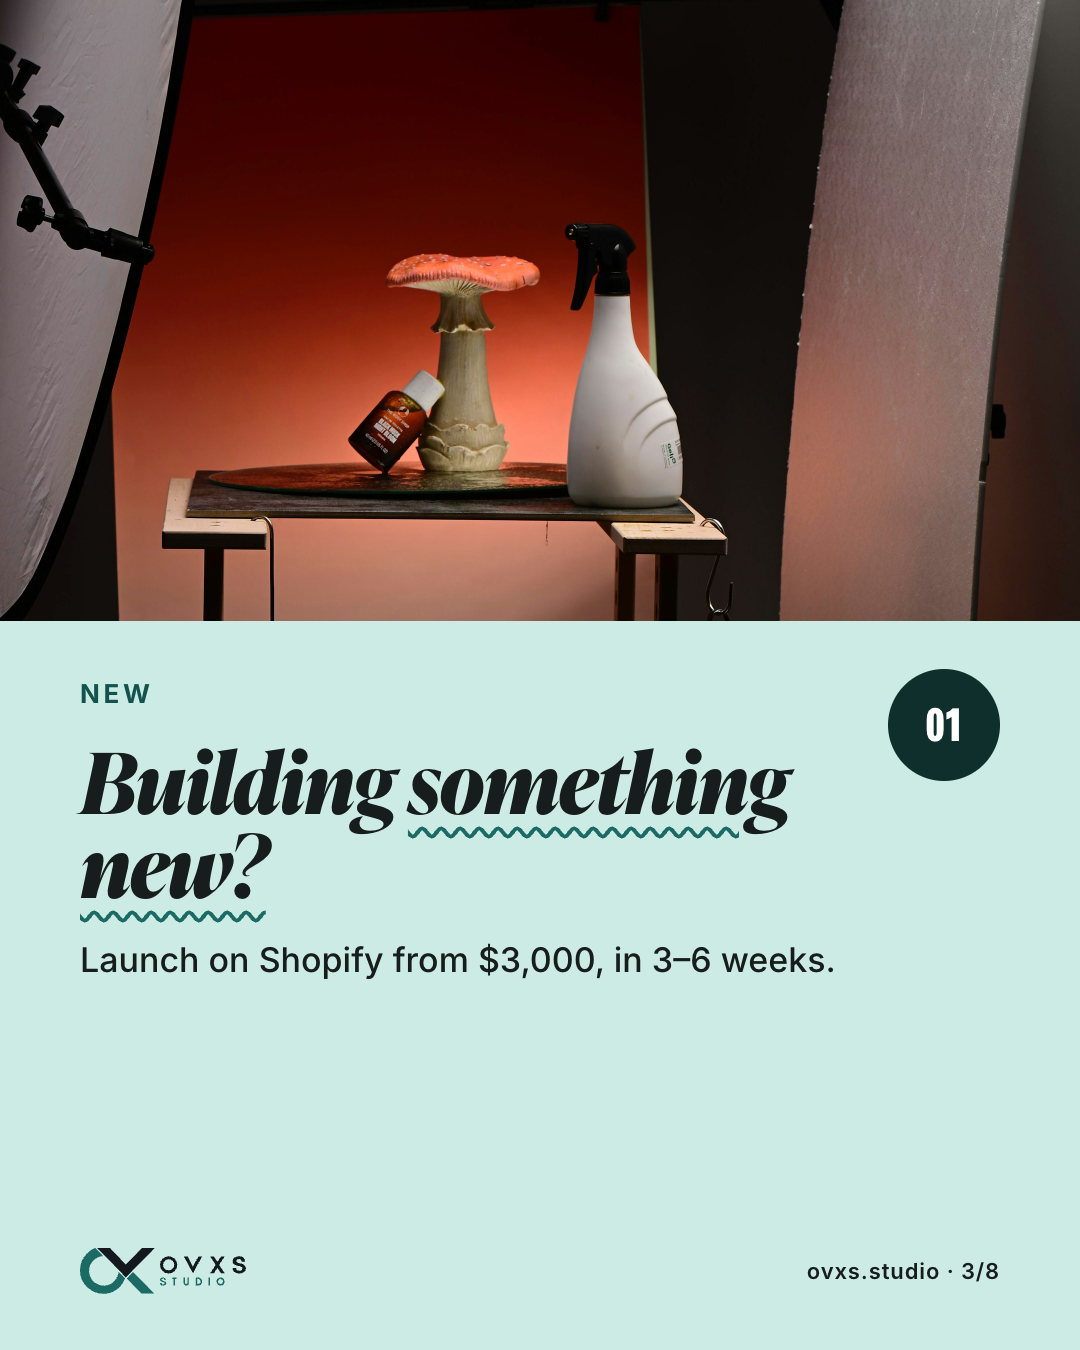 NEW
01
Building something
new?
Launch on Shopify from $3,000, in 3–6 weeks.
OVXS
STUDIO
ovxs.studio · 3/8